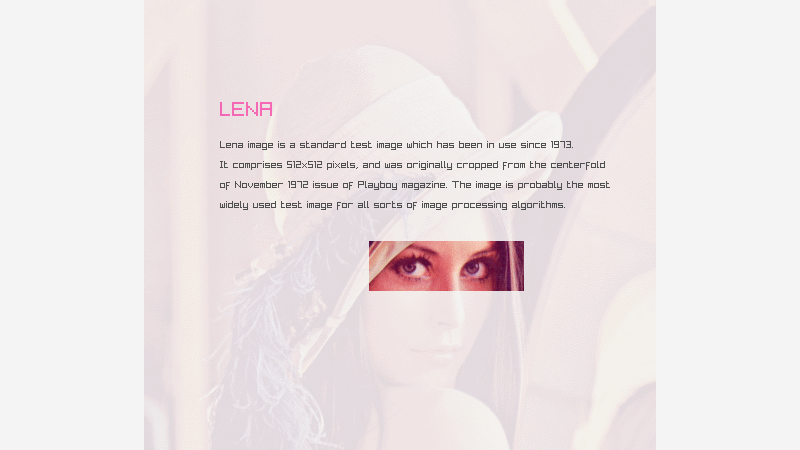 LENA
Lena image is a standard test image which has been in use since 1973.
It comprises 512x512 pixels, and was originally cropped from the centerfold
of November 1972 issue of Playboy magazine. The image is probably the most
widely used test image for all sorts of image processing algorithms.